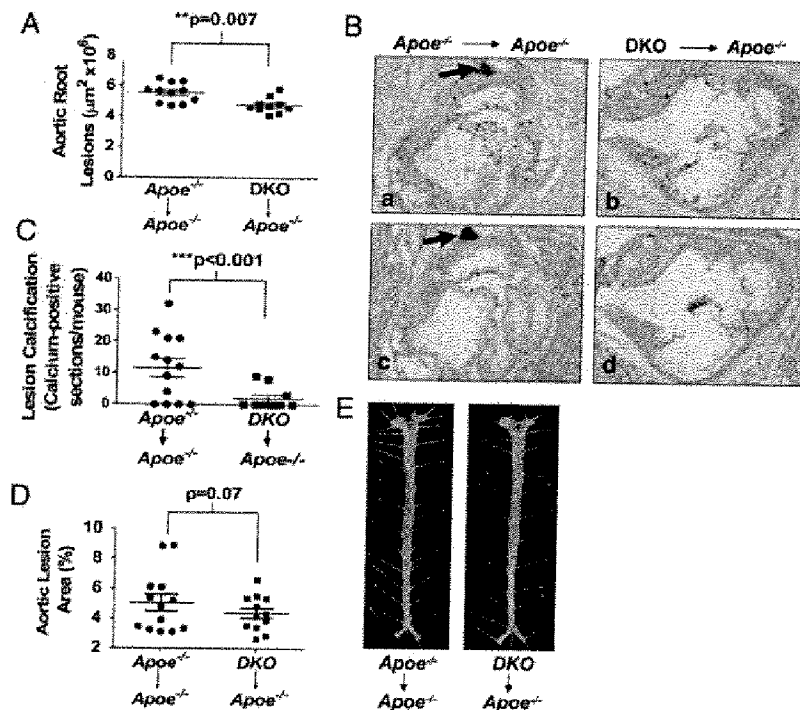 A
**p=0.007
Aortic Root
Lesions (μm² x10⁶)
8
6
4
2
0
Apoe-/-
DKO
Apoe-/-
Apoe-/-
B
Apoe-/- → Apoe-/-
DKO → Apoe-/-
a
b
c
d
C
***p<0.001
Lesion Calcification
(Calcium-positive
sections/mouse)
40
30
20
10
0
Apoe-/-
DKO
Apoe-/-
Apoe-/-
D
p=0.07
Aortic Lesion
Area (%)
10
8
6
4
2
Apoe-/-
DKO
Apoe-/-
Apoe-/-
E
Apoe-/-
DKO
Apoe-/-
Apoe-/-